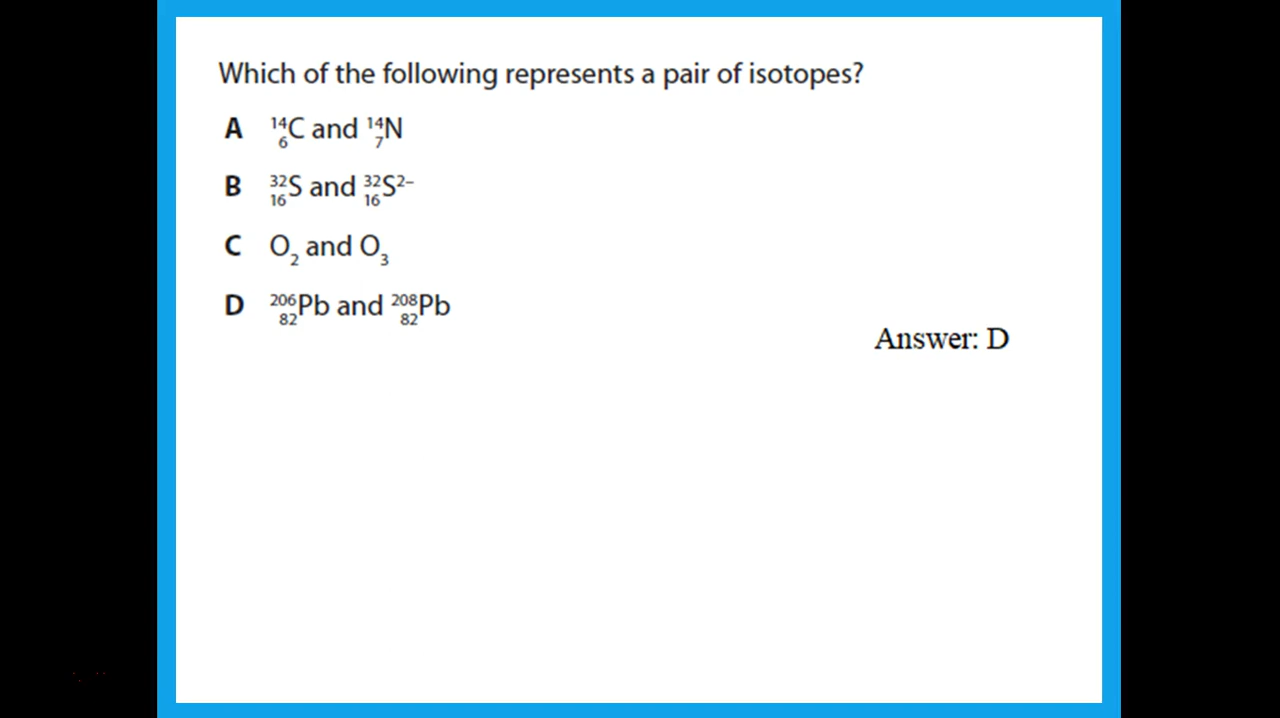 Which of the following represents a pair of isotopes?
A ¹⁴₆C and ¹⁴₇N
B ³²₁₆S and ³²₁₆S²⁻
C O₂ and O₃
D ²⁰⁶₈₂Pb and ²⁰⁸₈₂Pb
Answer: D